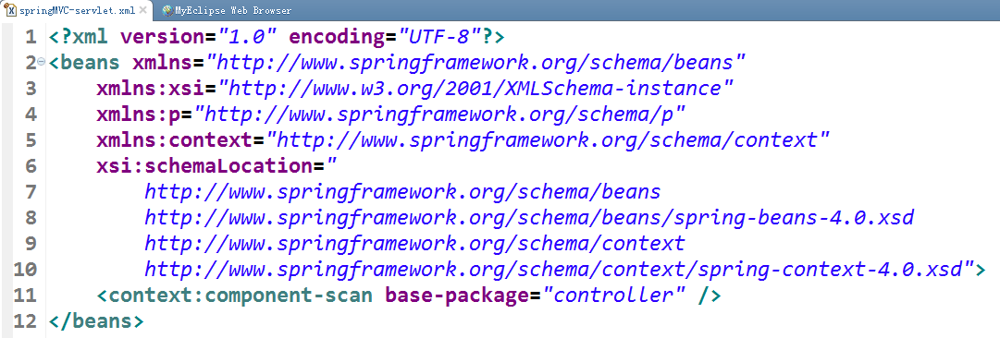 springMVC-servlet.xml MyEclipse Web Browser
1 <?xml version="1.0" encoding="UTF-8"?>
2 <beans xmlns="http://www.springframework.org/schema/beans"
3 xmlns:xsi="http://www.w3.org/2001/XMLSchema-instance"
4 xmlns:p="http://www.springframework.org/schema/p"
5 xmlns:context="http://www.springframework.org/schema/context"
6 xsi:schemaLocation="
7 http://www.springframework.org/schema/beans
8 http://www.springframework.org/schema/beans/spring-beans-4.0.xsd
9 http://www.springframework.org/schema/context
10 http://www.springframework.org/schema/context/spring-context-4.0.xsd">
11 <context:component-scan base-package="controller" />
12 </beans>